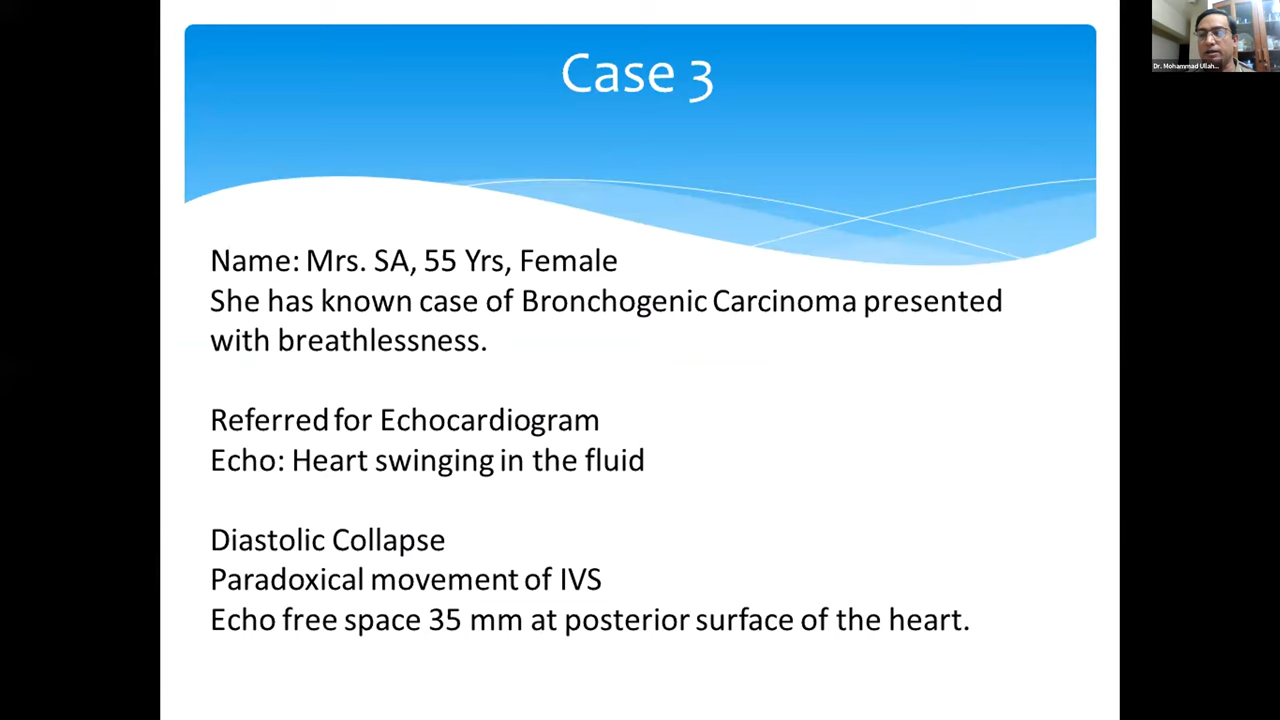 Case 3
Dr. Mohammad Ullah...
Name: Mrs. SA, 55 Yrs, Female
She has known case of Bronchogenic Carcinoma presented
with breathlessness.
Referred for Echocardiogram
Echo: Heart swinging in the fluid
Diastolic Collapse
Paradoxical movement of IVS
Echo free space 35 mm at posterior surface of the heart.